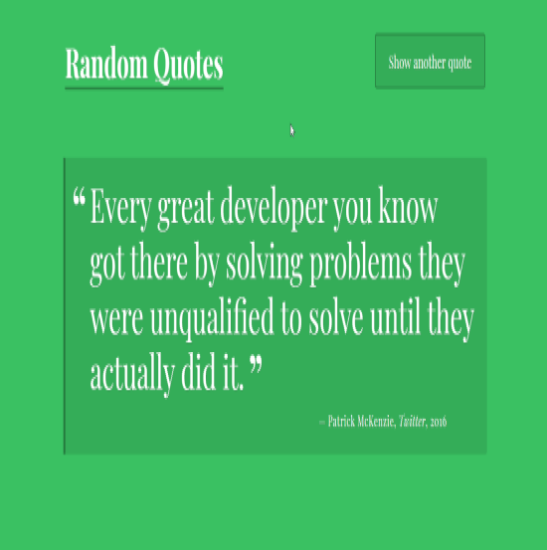 Random Quotes
Show another quote
“Every great developer you know
got there by solving problems they
were unqualified to solve until they
actually did it.”
— Patrick McKenzie, Twitter, 2016